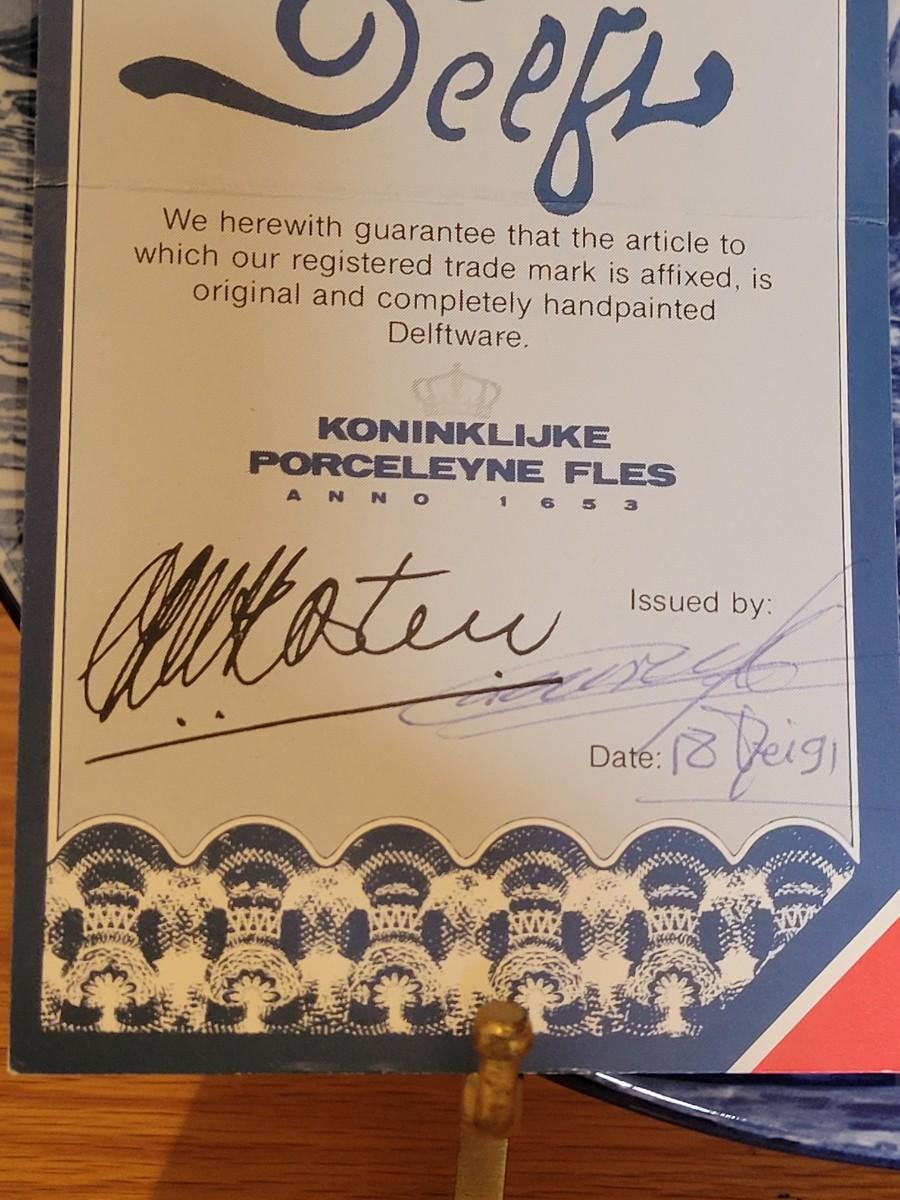 Delft
We herewith guarantee that the article to
which our registered trade mark is affixed, is
original and completely handpainted
Delftware.
KONINKLIJKE
PORCELEYNE FLES
ANNO 1653
Issued by:
Date: 18